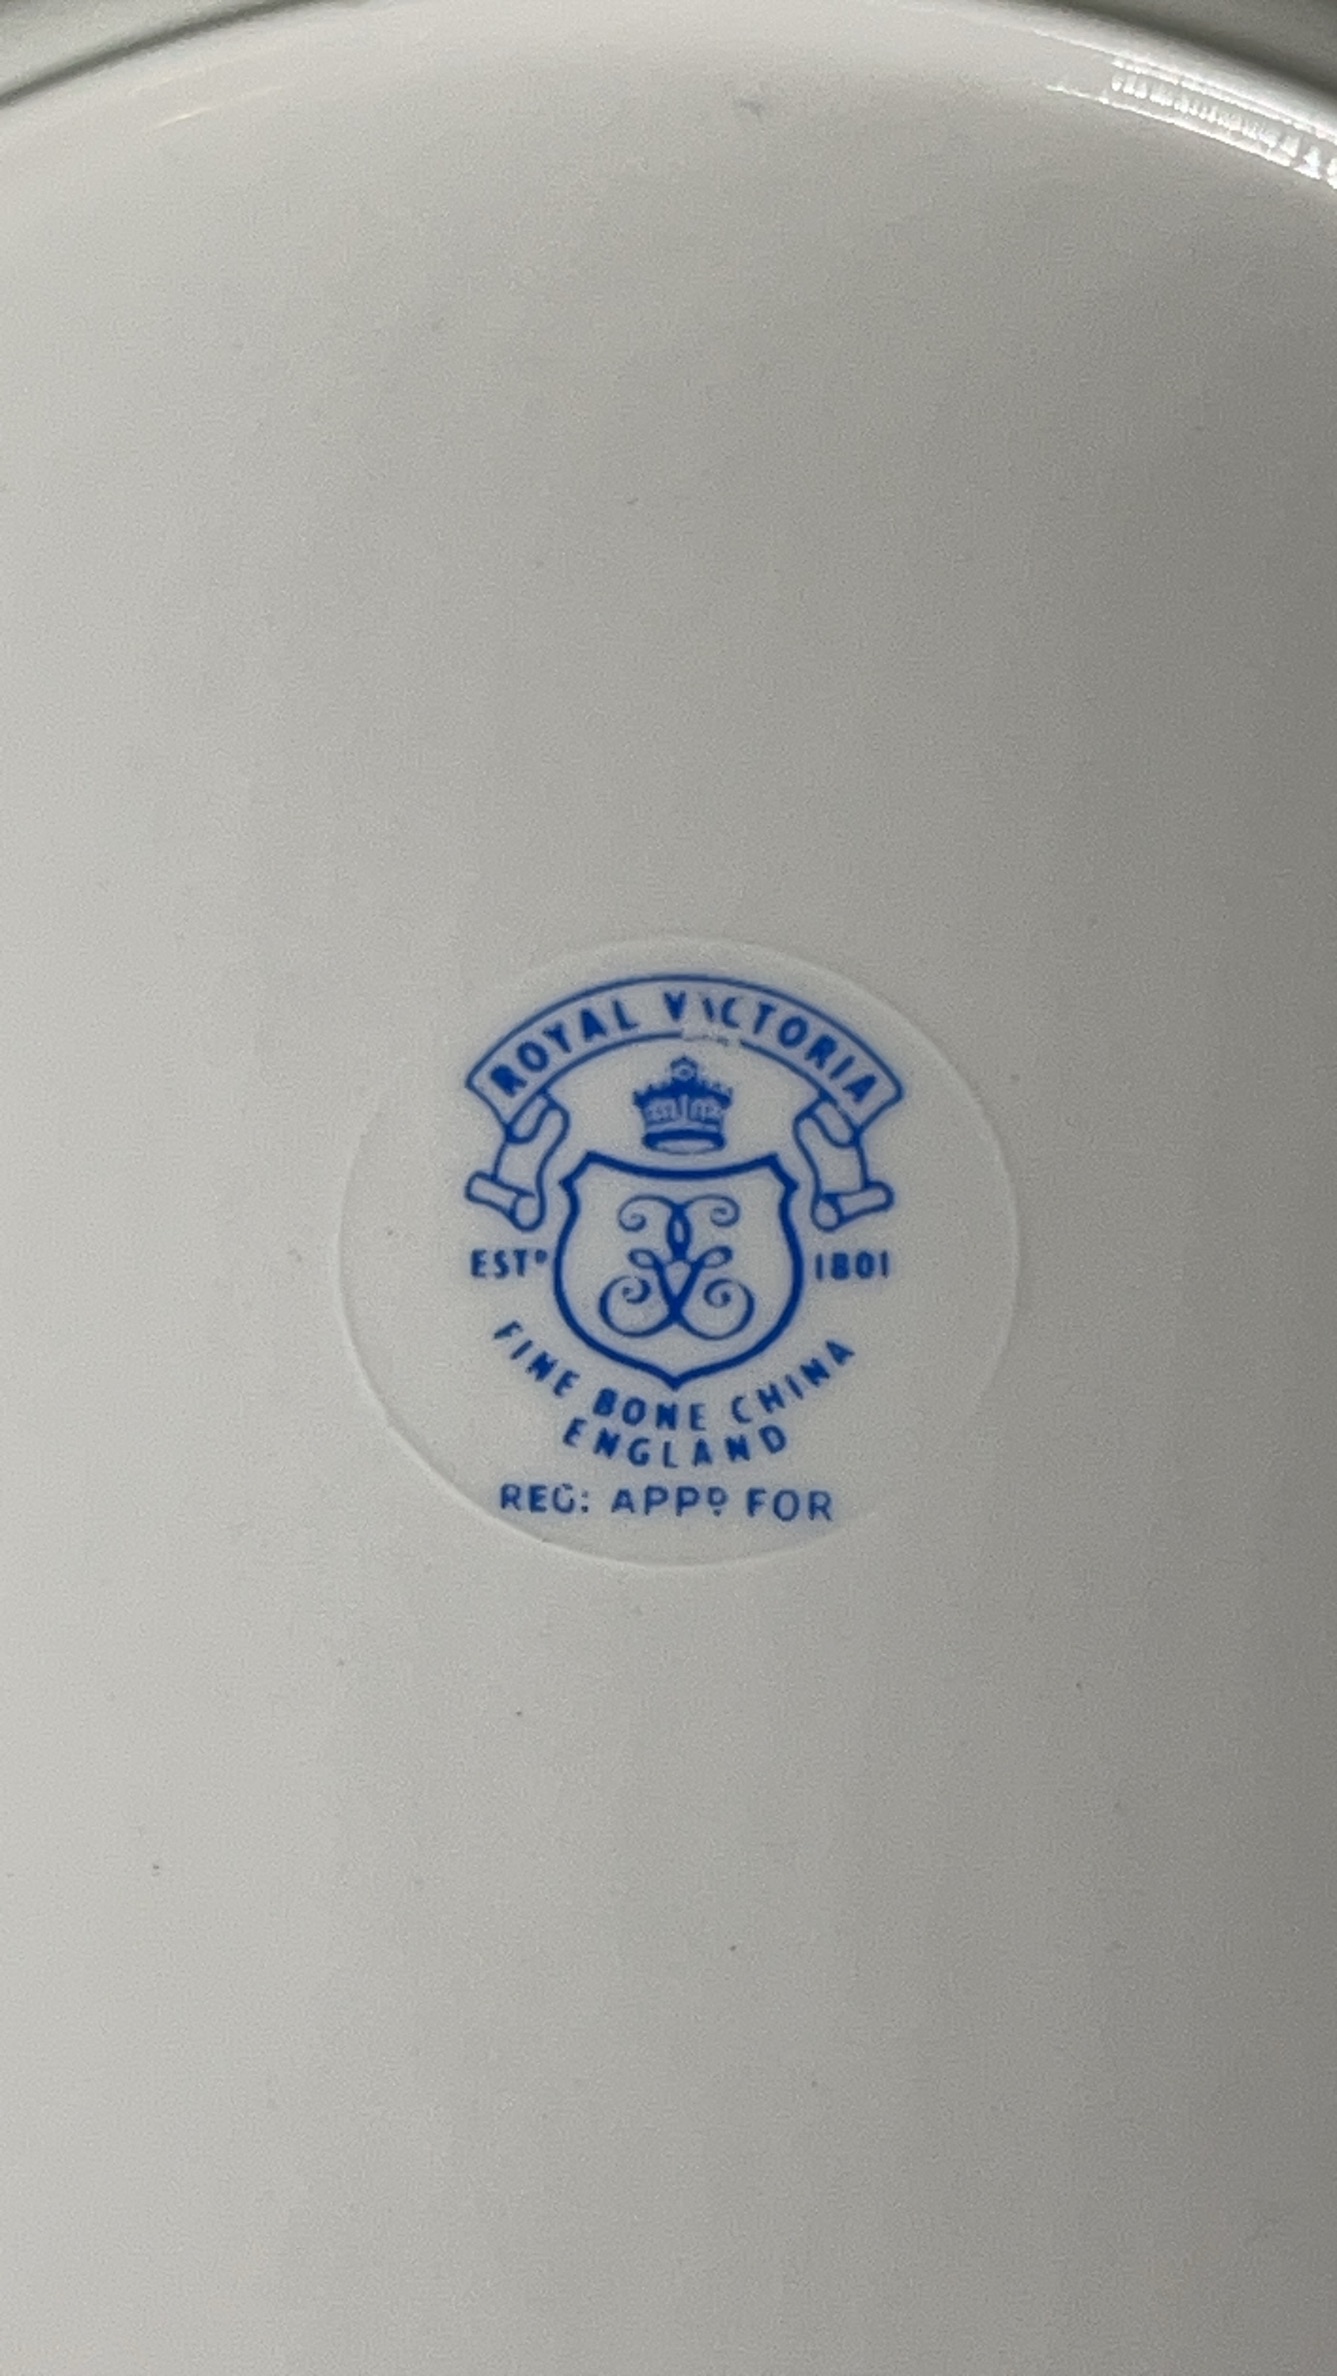 ROYAL VICTORIA
ESTᴰ 1801
FINE BONE CHINA
ENGLAND
REG: APPᴰ FOR